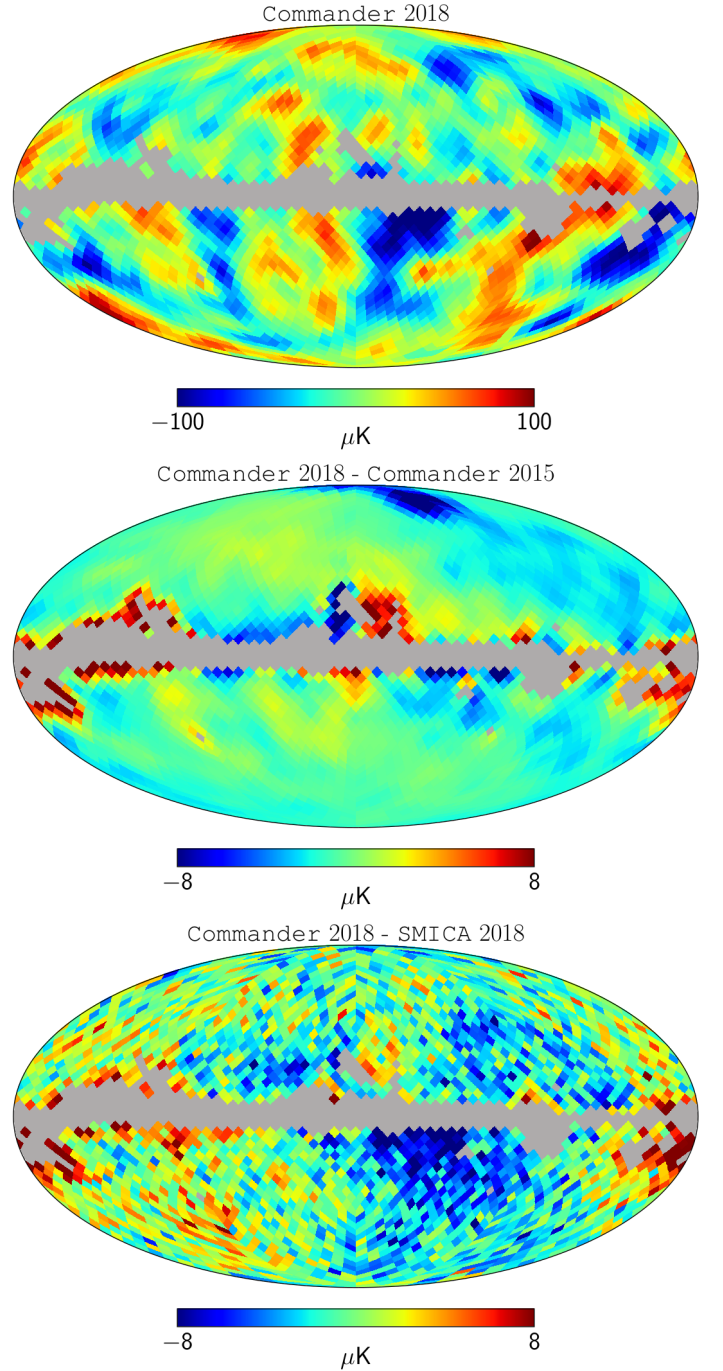 Commander 2018
−100 100
μK
Commander 2018 - Commander 2015
−8 8
μK
Commander 2018 - SMICA 2018
−8 8
μK